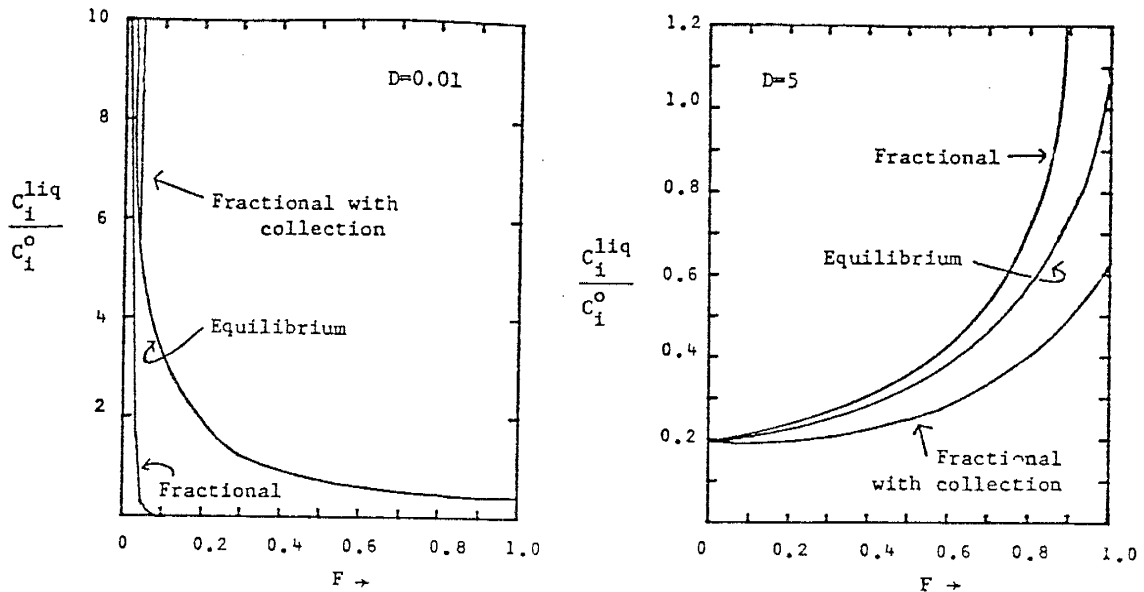 10
8
6
4
2
C_i^liq
C_i^o
D=0.01
Fractional with
collection
Equilibrium
Fractional
0
0.2
0.4
0.6
0.8
1.0
F →
1.2
1.0
0.8
0.6
0.4
0.2
C_i^liq
C_i^o
D=5
Fractional
Equilibrium
Fractional
with collection
0
0.2
0.4
0.6
0.8
1.0
F →